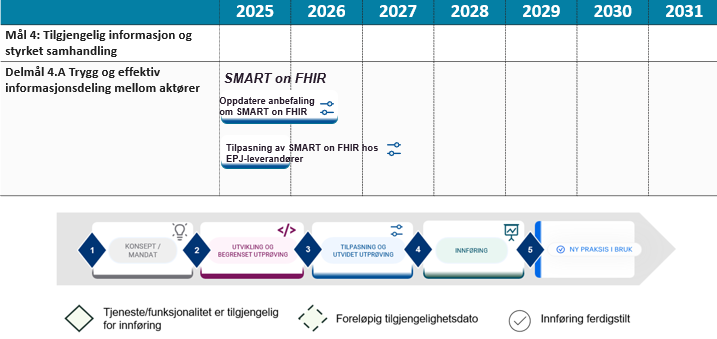 2025 2026 2027 2028 2029 2030 2031
Mål 4: Tilgjengelig informasjon og
styrket samhandling
Delmål 4.A Trygg og effektiv
informasjonsdeling mellom aktører
SMART on FHIR
Oppdatere anbefaling
om SMART on FHIR
Tilpasning av SMART on FHIR hos
EPJ-leverandører
1
KONSEPT /
MANDAT
2
UTVIKLING OG
BEGRENSET UTPRØVING
3
TILPASNING OG
UTVIDET UTPRØVING
4
INNFØRING
5
NY PRAKSIS I BRUK
Tjeneste/funksjonalitet er tilgjengelig
for innføring
Foreløpig tilgjengelighetsdato
Innføring ferdigstilt